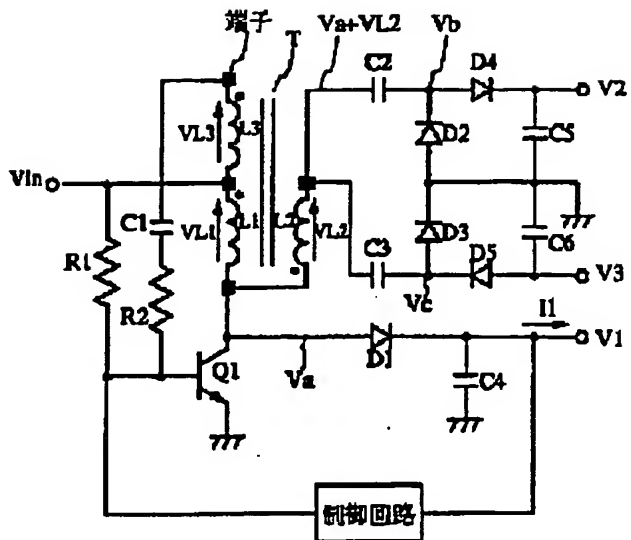 端子
T
Va+VL2
Vb
C2
D4
V2
VL3
L3
D2
C5
Vin
C1
VL1
L1
L2
VL2
D3
C6
R1
C3
D5
V3
R2
Vc
I1
V1
Q1
Va
D1
C4
制御回路